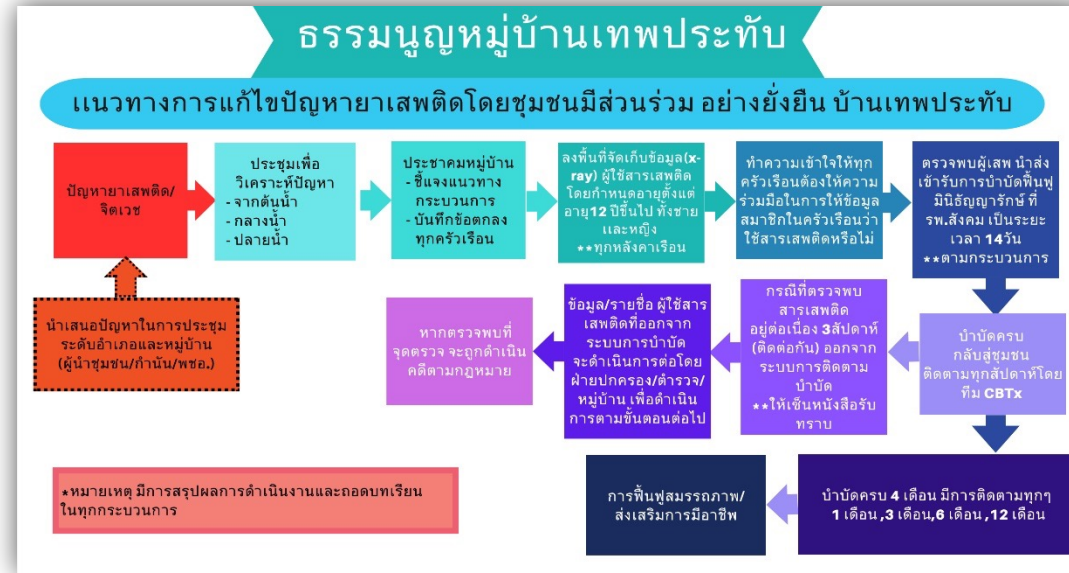 ธรรมนูญหมู่บ้านเทพประทับ
แนวทางการแก้ไขปัญหายาเสพติดโดยชุมชนมีส่วนร่วม อย่างยั่งยืน บ้านเทพประทับ
ปัญหายาเสพติด/
จิตเวช
ประชุมเพื่อ
วิเคราะห์ปัญหา
- จากต้นน้ำ
- กลางน้ำ
- ปลายน้ำ
ประชาคมหมู่บ้าน
- ชี้แจงแนวทาง
กระบวนการ
- บันทึกข้อตกลง
ทุกครัวเรือน
ลงพื้นที่จัดเก็บข้อมูล(x-
ray) ผู้ใช้สารเสพติด
โดยกำหนดอายุตั้งแต่
อายุ12 ปีขึ้นไป ทั้งชาย
และหญิง
**ทุกหลังคาเรือน
ทำความเข้าใจให้ทุก
ครัวเรือนต้องให้ความ
ร่วมมือในการให้ข้อมูล
สมาชิกในครัวเรือนว่า
ใช้สารเสพติดหรือไม่
ตรวจพบผู้เสพ นำส่ง
เข้ารับการบำบัดฟื้นฟู
มินิธัญญารักษ์ ที่
รพ.สังคม เป็นระยะ
เวลา 14วัน
**ตามกระบวนการ
นำเสนอปัญหาในการประชุม
ระดับอำเภอและหมู่บ้าน
(ผู้นำชุมชน/กำนัน/พชอ.)
หากตรวจพบที่
จุดตรวจ จะถูกดำเนิน
คดีตามกฎหมาย
ข้อมูล/รายชื่อ ผู้ใช้สาร
เสพติดที่ออกจาก
ระบบการบำบัด
จะดำเนินการต่อโดย
ฝ่ายปกครอง/ตำรวจ/
หมู่บ้าน เพื่อดำเนิน
การตามขั้นตอนต่อไป
กรณีที่ตรวจพบ
สารเสพติด
อยู่ต่อเนื่อง 3สัปดาห์
(ติดต่อกัน) ออกจาก
ระบบการติดตาม
บำบัด
**ให้เซ็นหนังสือรับ
ทราบ
บำบัดครบ
กลับสู่ชุมชน
ติดตามทุกสัปดาห์โดย
ทีม CBTx
*หมายเหตุ มีการสรุปผลการดำเนินงานและถอดบทเรียน
ในทุกกระบวนการ
การฟื้นฟูสมรรถภาพ/
ส่งเสริมการมีอาชีพ
บำบัดครบ 4 เดือน มีการติดตามทุกๆ
1 เดือน ,3 เดือน,6 เดือน ,12 เดือน